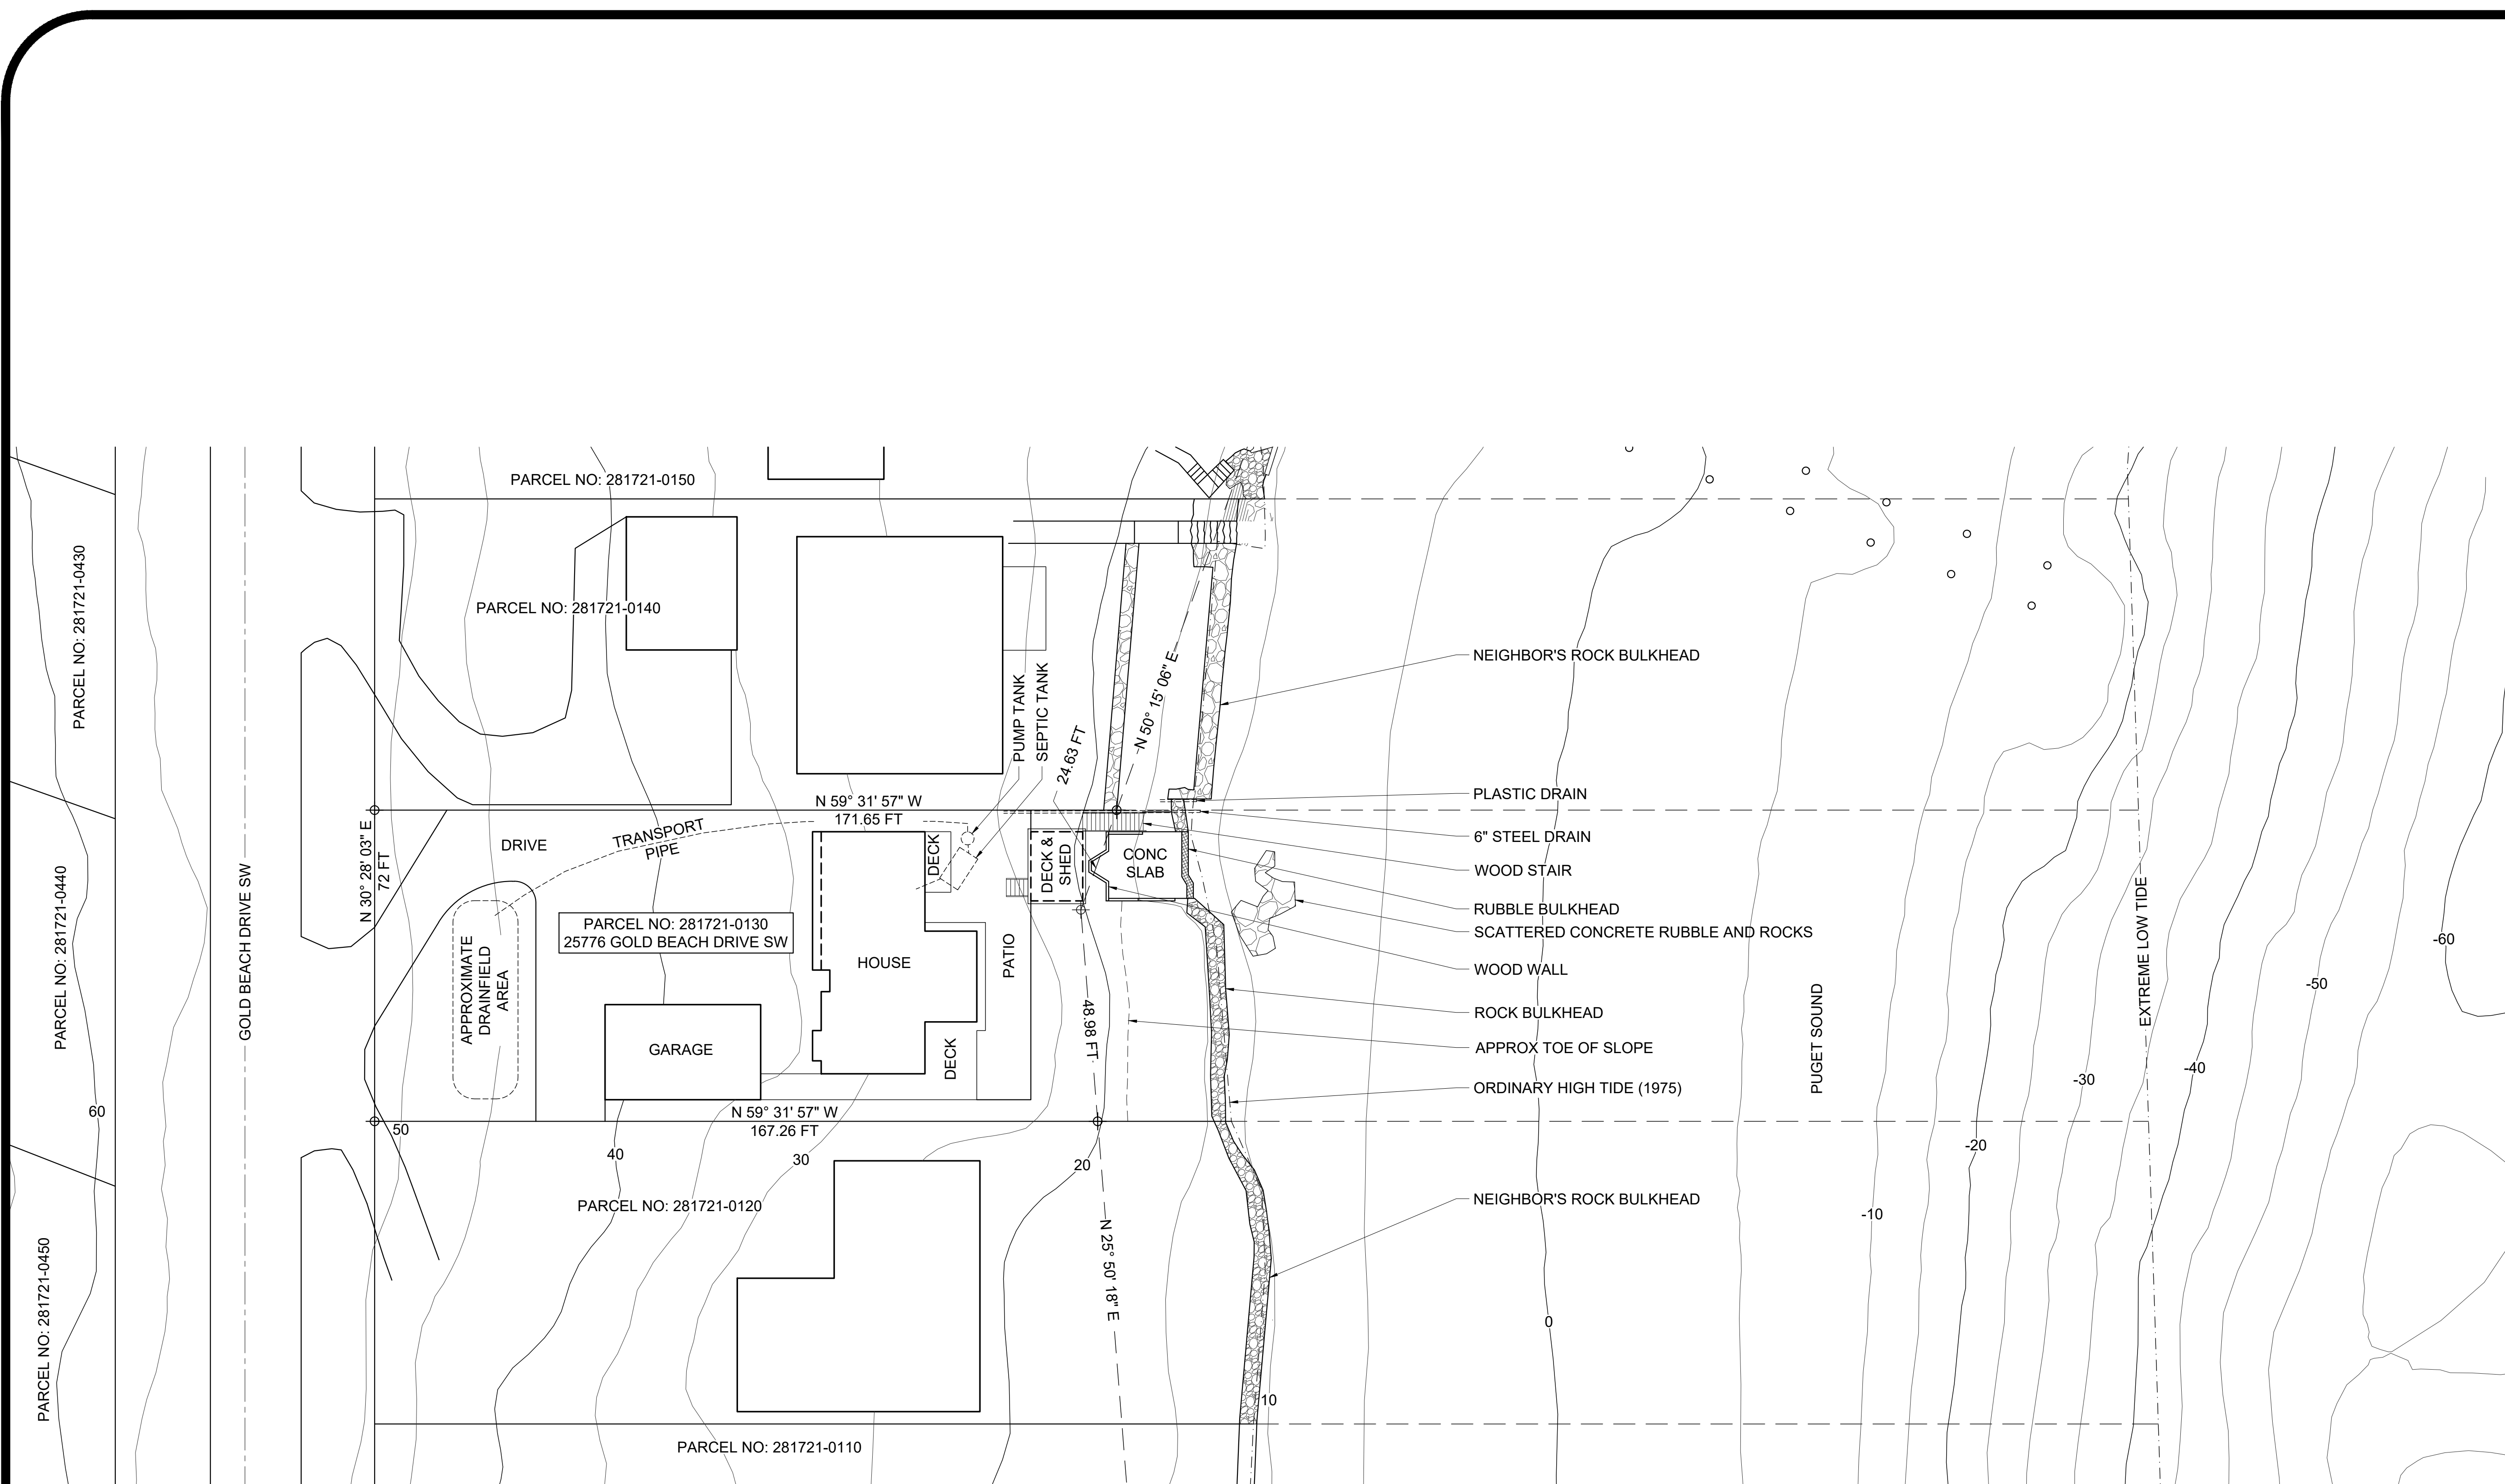 PARCEL NO: 281721-0150
PARCEL NO: 281721-0430
PARCEL NO: 281721-0140
NEIGHBOR'S ROCK BULKHEAD
N 50° 15' 06" E
PUMP TANK
SEPTIC TANK
24.63 FT
PLASTIC DRAIN
N 59° 31' 57" W
171.65 FT
6" STEEL DRAIN
TRANSPORT
PIPE
DRIVE
N 30° 28' 03" E
72 FT
DECK
DECK &
SHED
CONC
SLAB
WOOD STAIR
RUBBLE BULKHEAD
SCATTERED CONCRETE RUBBLE AND ROCKS
PARCEL NO: 281721-0440
GOLD BEACH DRIVE SW
PARCEL NO: 281721-0130
25776 GOLD BEACH DRIVE SW
APPROXIMATE
DRAINFIELD
AREA
HOUSE
PATIO
WOOD WALL
EXTREME LOW TIDE
-60
-50
ROCK BULKHEAD
48.98 FT
PUGET SOUND
GARAGE
DECK
APPROX TOE OF SLOPE
-40
-30
ORDINARY HIGH TIDE (1975)
60
N 59° 31' 57" W
167.26 FT
50
40
30
20
-20
PARCEL NO: 281721-0120
NEIGHBOR'S ROCK BULKHEAD
-10
N 25° 50' 18" E
PARCEL NO: 281721-0450
0
10
PARCEL NO: 281721-0110